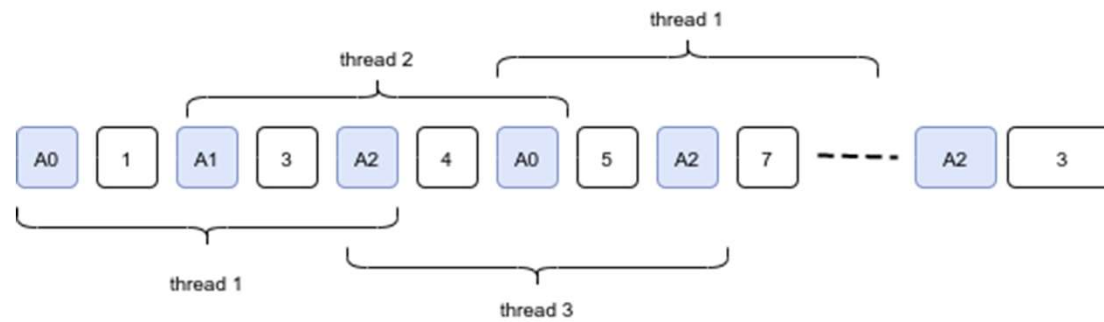 thread 1
thread 2
A0 1 A1 3 A2 4 A0 5 A2 7 A2 3
thread 1
thread 3